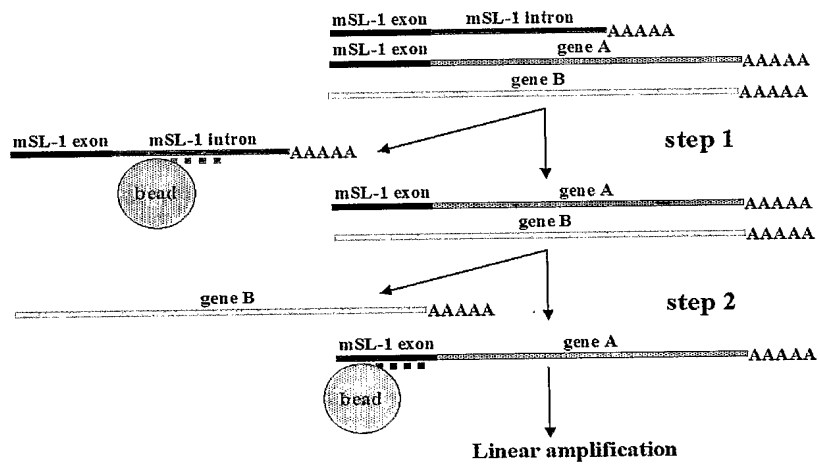 mSL-1 exon mSL-1 intron
AAAAA
mSL-1 exon gene A
AAAAA
gene B
AAAAA
step 1
mSL-1 exon mSL-1 intron
AAAAA
bead
mSL-1 exon gene A
AAAAA
gene B
AAAAA
step 2
gene B
AAAAA
mSL-1 exon gene A
AAAAA
bead
Linear amplification